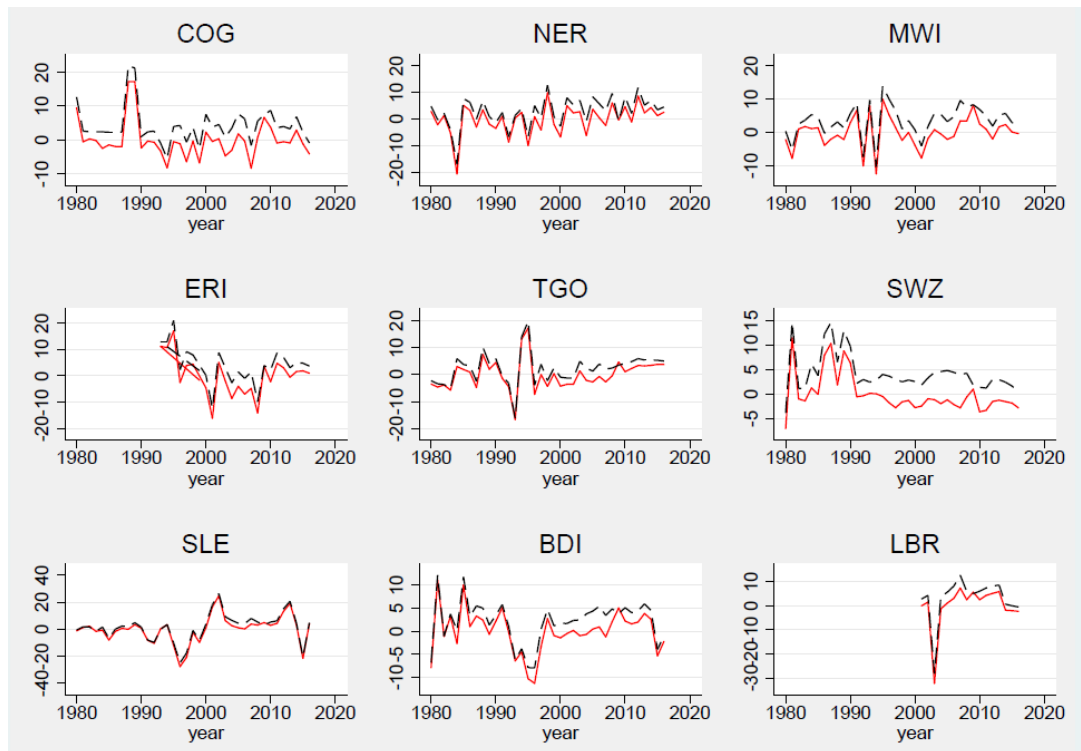 COG NER MWI
20 20 20
10 10 10
0 0 0
-10 -10 -10
-20
1980 1990 2000 2010 2020 1980 1990 2000 2010 2020 1980 1990 2000 2010 2020
year year year
ERI TGO SWZ
20 20 15
10 10 10
0 0 5
-10 -10 0
-20 -20 -5
1980 1990 2000 2010 2020 1980 1990 2000 2010 2020 1980 1990 2000 2010 2020
year year year
SLE BDI LBR
40 10 10
20 5 0
0 0 -10
-20 -5 -20
-40 -10 -30
1980 1990 2000 2010 2020 1980 1990 2000 2010 2020 1980 1990 2000 2010 2020
year year year